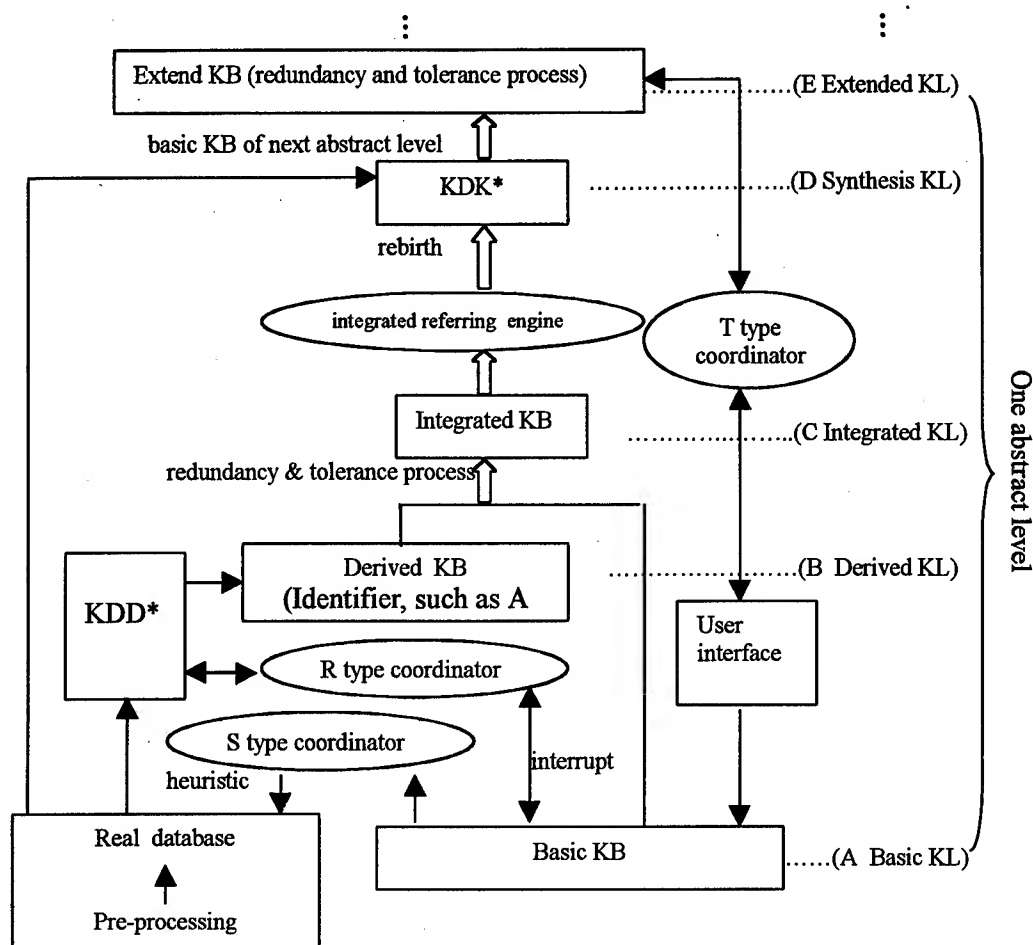 Extend KB (redundancy and tolerance process)
(E Extended KL)
basic KB of next abstract level
KDK*
(D Synthesis KL)
rebirth
integrated referring engine
T type
coordinator
One abstract level
Integrated KB
(C Integrated KL)
redundancy & tolerance process
Derived KB
(Identifier, such as A
(B Derived KL)
KDD*
User
interface
R type coordinator
S type coordinator
heuristic
interrupt
Real database
Pre-processing
Basic KB
(A Basic KL)